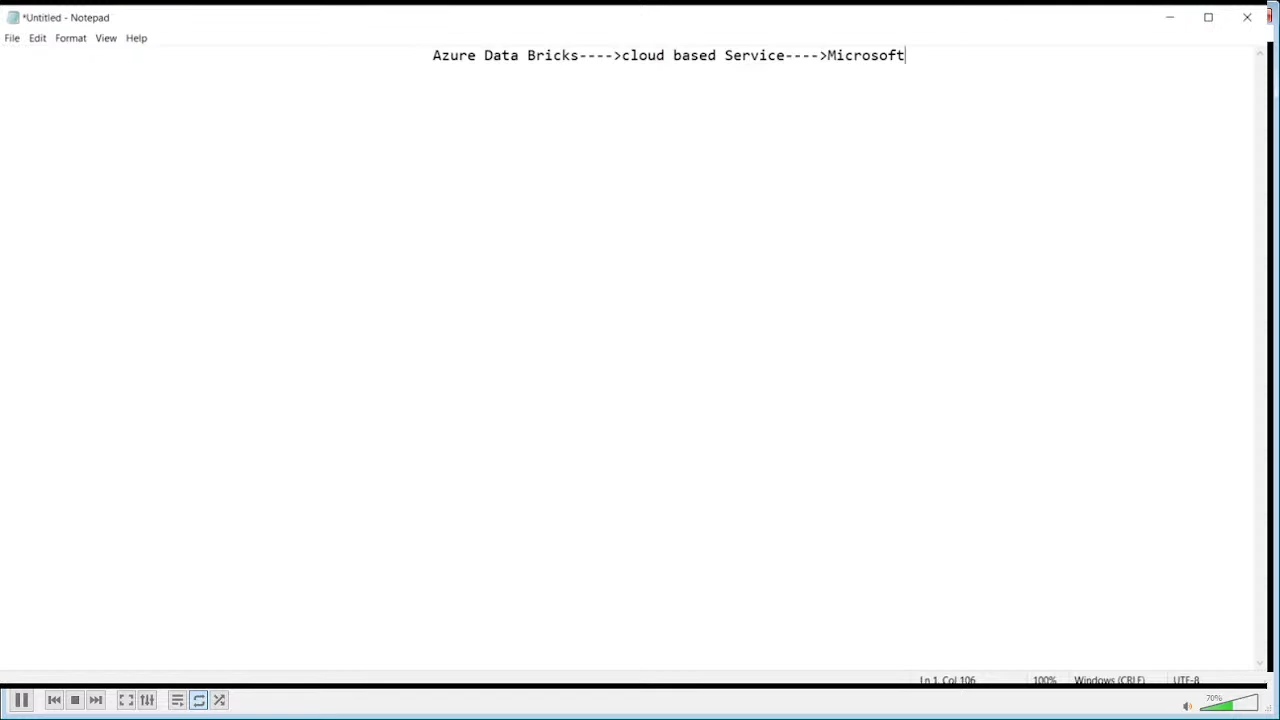 *Untitled - Notepad
File Edit Format View Help
Azure Data Bricks---->cloud based Service---->Microsoft
Ln 1, Col 106 100% Windows (CRLF) UTF-8
70%